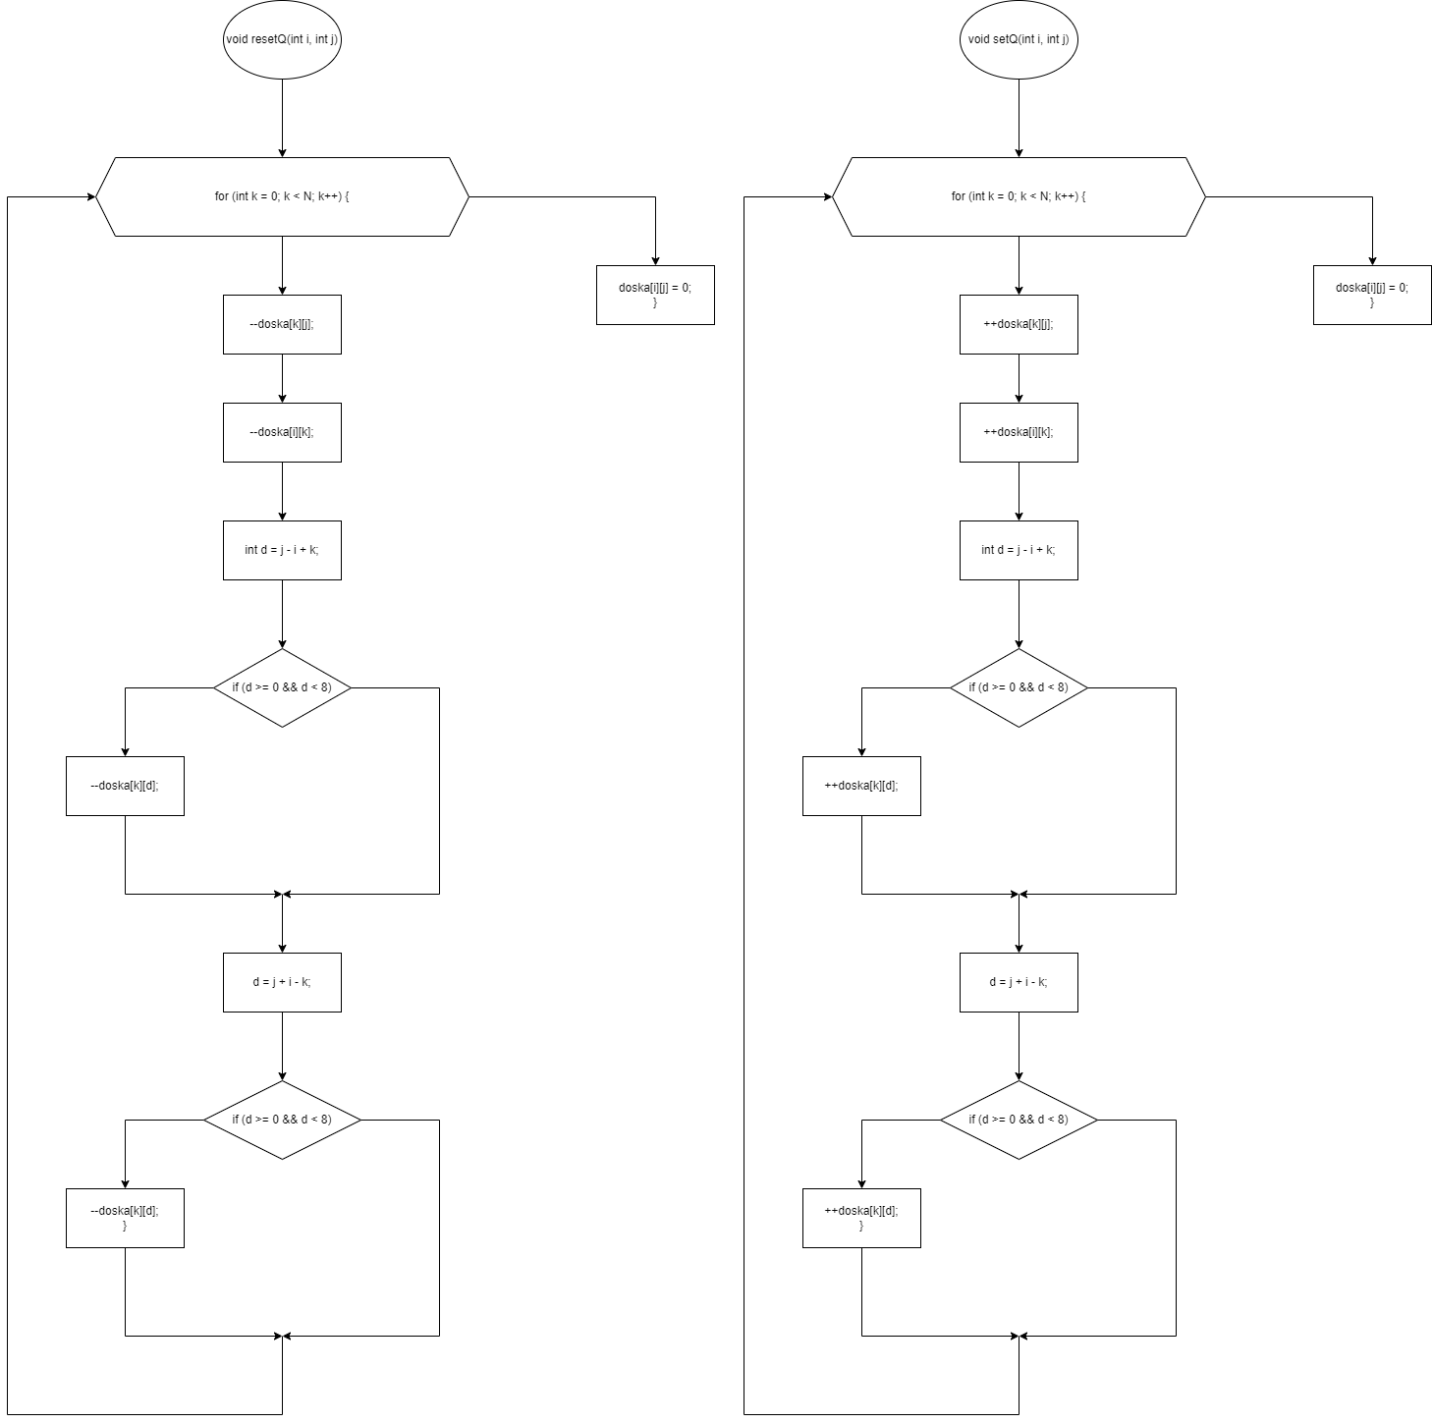 void resetQ(int i, int j)
for (int k = 0; k < N; k++) {
doska[i][j] = 0;
}
--doska[k][j];
--doska[i][k];
int d = j - i + k;
if (d >= 0 && d < 8)
--doska[k][d];
d = j + i - k;
if (d >= 0 && d < 8)
--doska[k][d];
}
void setQ(int i, int j)
for (int k = 0; k < N; k++) {
doska[i][j] = 0;
}
++doska[k][j];
++doska[i][k];
int d = j - i + k;
if (d >= 0 && d < 8)
++doska[k][d];
d = j + i - k;
if (d >= 0 && d < 8)
++doska[k][d];
}